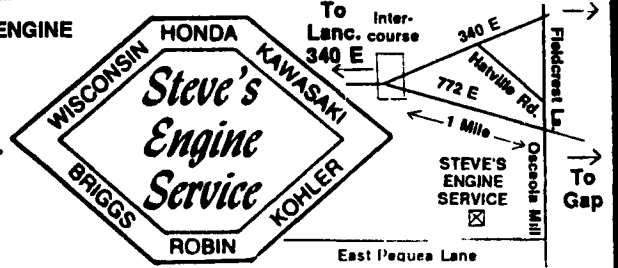 ENGINE
HONDA
WISCONSIN
KAWASAKI
Steve's
Engine
Service
BRIGGS
KOHLER
ROBIN
To
Lanc.
340 E
Inter-
course
340 E
Hatville Rd.
Fieldcrest La.
772 E
1 Mile
STEVE'S
ENGINE
SERVICE
Osceola Mill
To
Gap
East Pequea Lane